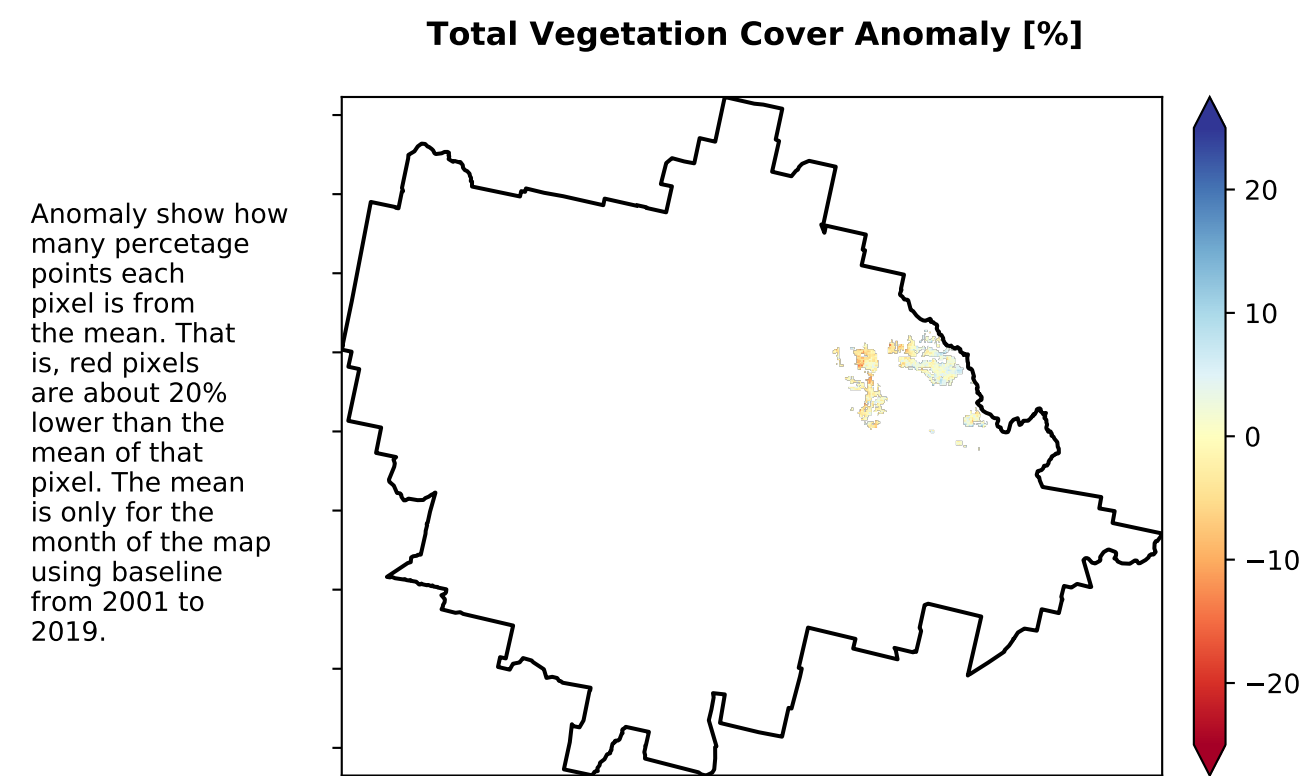 Total Vegetation Cover Anomaly [%]
Anomaly show how
many percetage
points each
pixel is from
the mean. That
is, red pixels
are about 20%
lower than the
mean of that
pixel. The mean
is only for the
month of the map
using baseline
from 2001 to
2019.
20
10
0
−10
−20